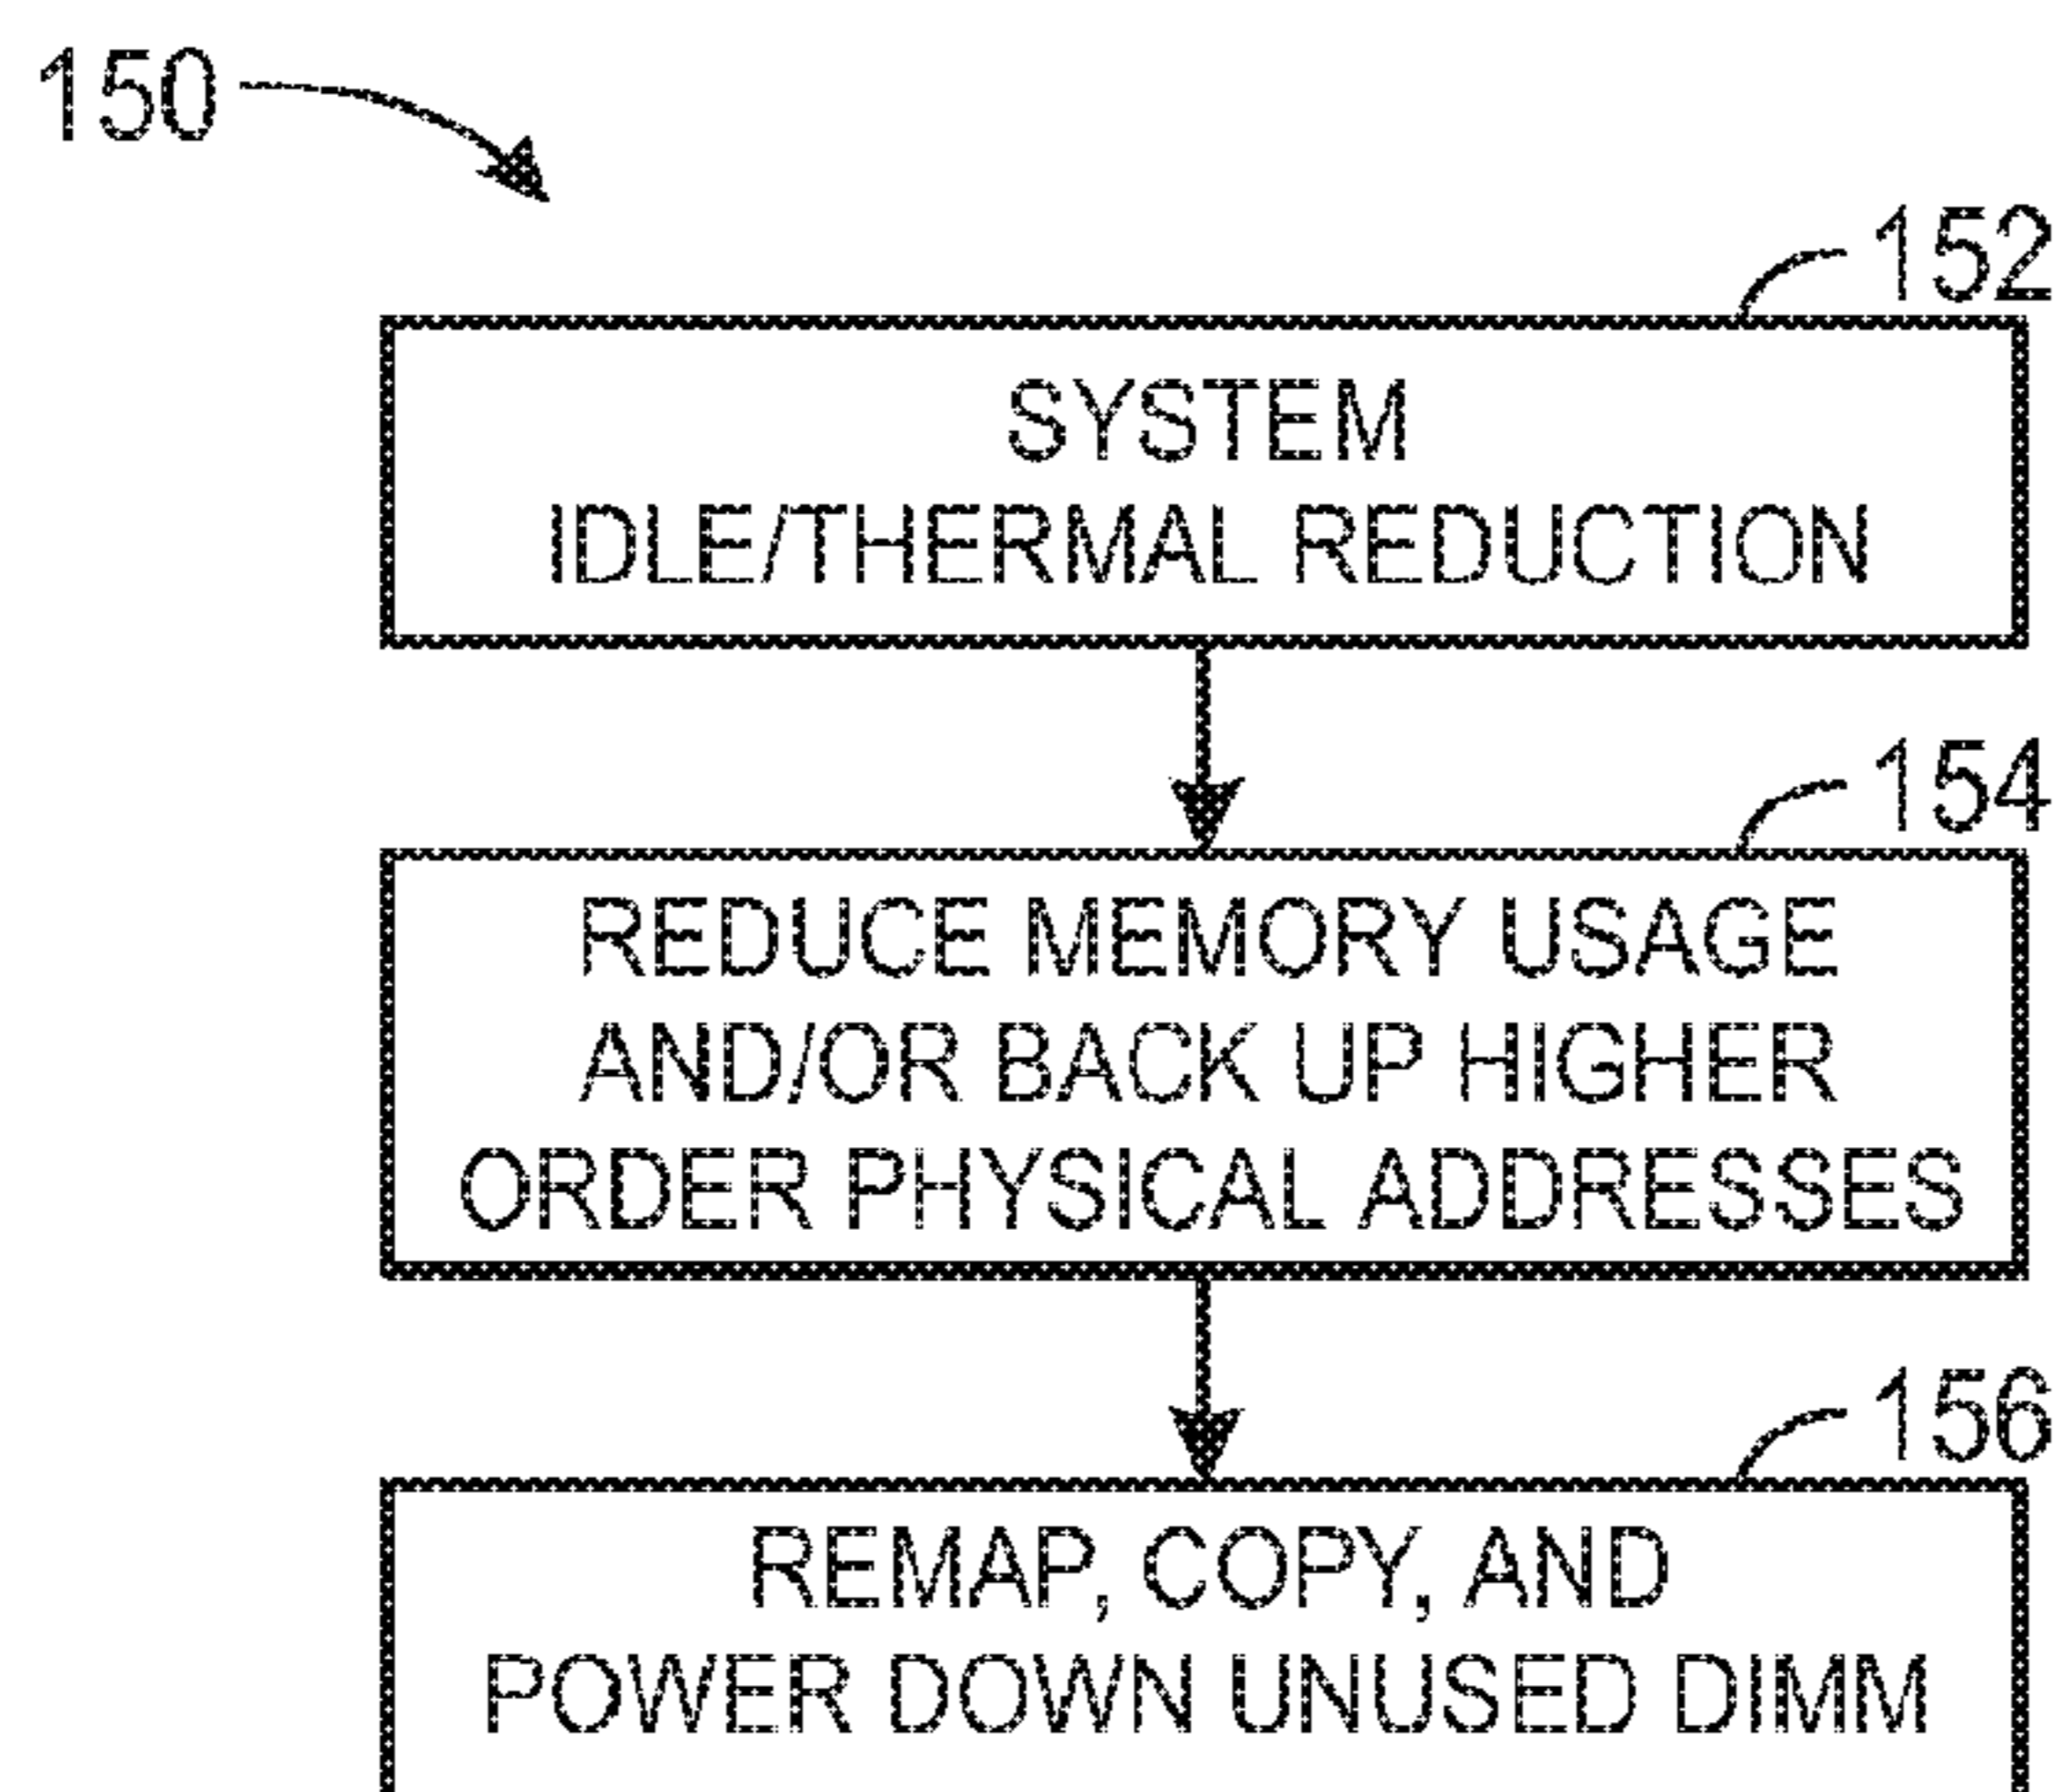 150
152
SYSTEM
IDLE/THERMAL REDUCTION
154
REDUCE MEMORY USAGE
AND/OR BACK UP HIGHER
ORDER PHYSICAL ADDRESSES
156
REMAP, COPY, AND
POWER DOWN UNUSED DIMM